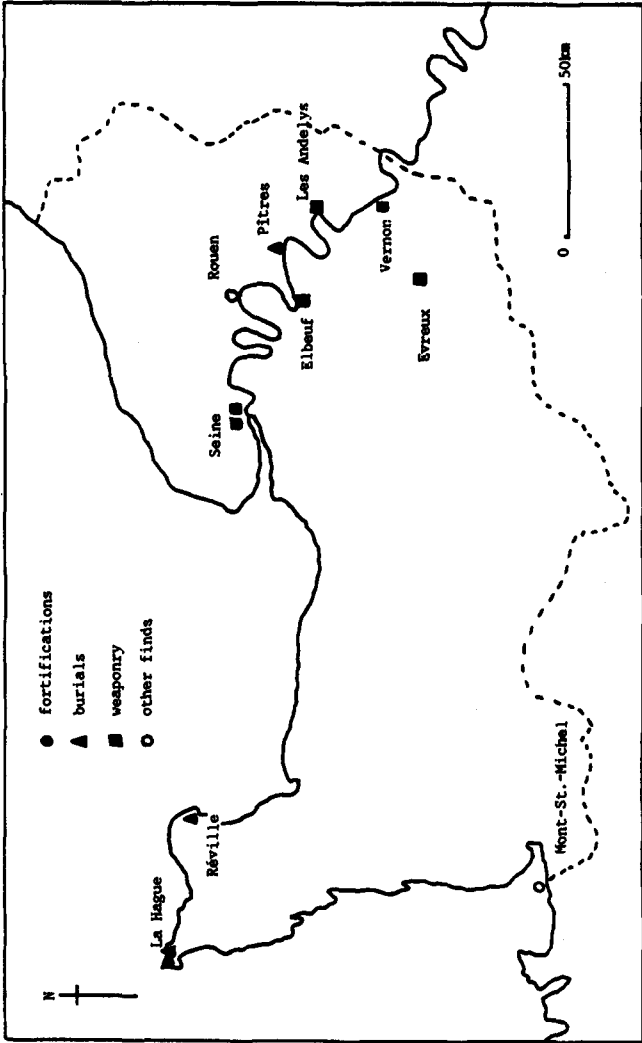 N
fortifications
burials
weaponry
other finds
La Hague
Réville
Seine
Rouen
Pîtres
Elbeuf
Les Andelys
Vernon
Evreux
Mont-St.-Michel
0 50km